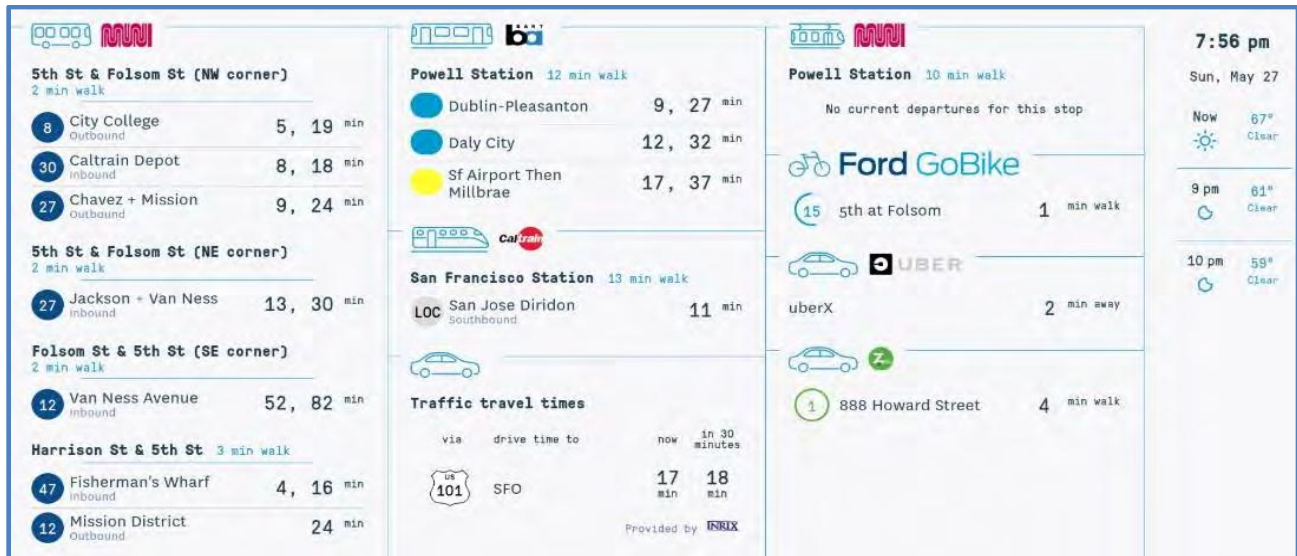 MUNI
5th St & Folsom St (NW corner)
2 min walk
8 City College 5, 19 min
Outbound
30 Caltrain Depot 8, 18 min
Inbound
27 Chavez + Mission 9, 24 min
Outbound
5th St & Folsom St (NE corner)
2 min walk
27 Jackson + Van Ness 13, 30 min
Inbound
Folsom St & 5th St (SE corner)
2 min walk
12 Van Ness Avenue 52, 82 min
Inbound
Harrison St & 5th St 3 min walk
47 Fisherman's Wharf 4, 16 min
Inbound
12 Mission District 24 min
Outbound
BART
ba
Powell Station 12 min walk
Dublin-Pleasanton 9, 27 min
Daly City 12, 32 min
Sf Airport Then
Millbrae 17, 37 min
Caltrain
San Francisco Station 13 min walk
LOC San Jose Diridon 11 min
Southbound
Traffic travel times
via drive time to now in 30
minutes
US
101 SFO 17 18
min min
Provided by INRIX
MUNI
Powell Station 10 min walk
No current departures for this stop
Ford GoBike
15 5th at Folsom 1 min walk
UBER
uberX 2 min away
Z
1 888 Howard Street 4 min walk
7:56 pm
Sun, May 27
Now 67°
Clear
9 pm 61°
Clear
10 pm 59°
Clear